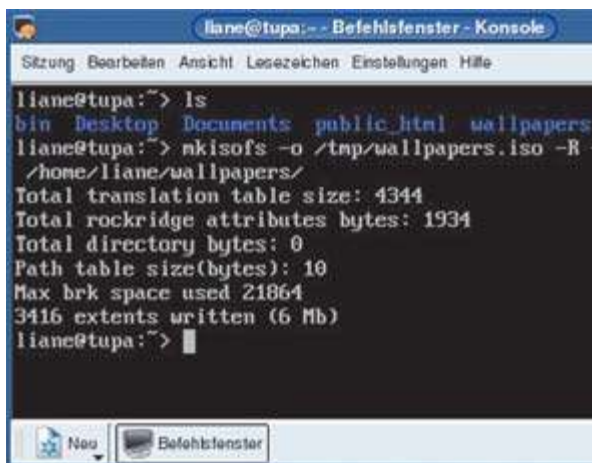 liane@tupa:~ - Befehlsfenster - Konsole
Sitzung Bearbeiten Ansicht Lesezeichen Einstellungen Hilfe
liane@tupa:~> ls
bin Desktop Documents public_html wallpapers
liane@tupa:~> mkisofs -o /tmp/wallpapers.iso -R -
/home/liane/wallpapers/
Total translation table size: 4344
Total rockridge attributes bytes: 1934
Total directory bytes: 0
Path table size(bytes): 10
Max brk space used 21864
3416 extents written (6 Mb)
liane@tupa:~>
Neu Befehlsfenster